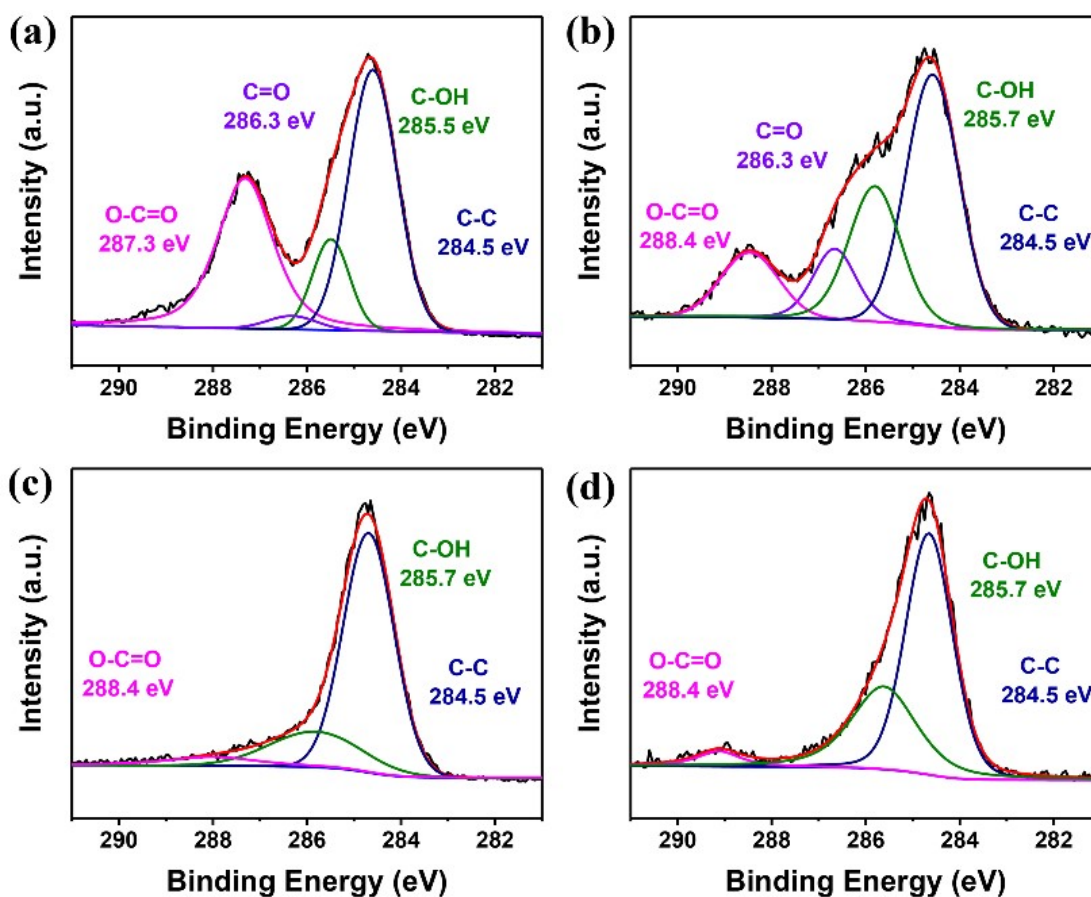 (a)
C=O
286.3 eV
C-OH
285.5 eV
O-C=O
287.3 eV
C-C
284.5 eV
Intensity (a.u.)
290 288 286 284 282
Binding Energy (eV)
(b)
C-OH
285.7 eV
C=O
286.3 eV
O-C=O
288.4 eV
C-C
284.5 eV
Intensity (a.u.)
290 288 286 284 282
Binding Energy (eV)
(c)
C-OH
285.7 eV
O-C=O
288.4 eV
C-C
284.5 eV
Intensity (a.u.)
290 288 286 284 282
Binding Energy (eV)
(d)
C-OH
285.7 eV
O-C=O
288.4 eV
C-C
284.5 eV
Intensity (a.u.)
290 288 286 284 282
Binding Energy (eV)